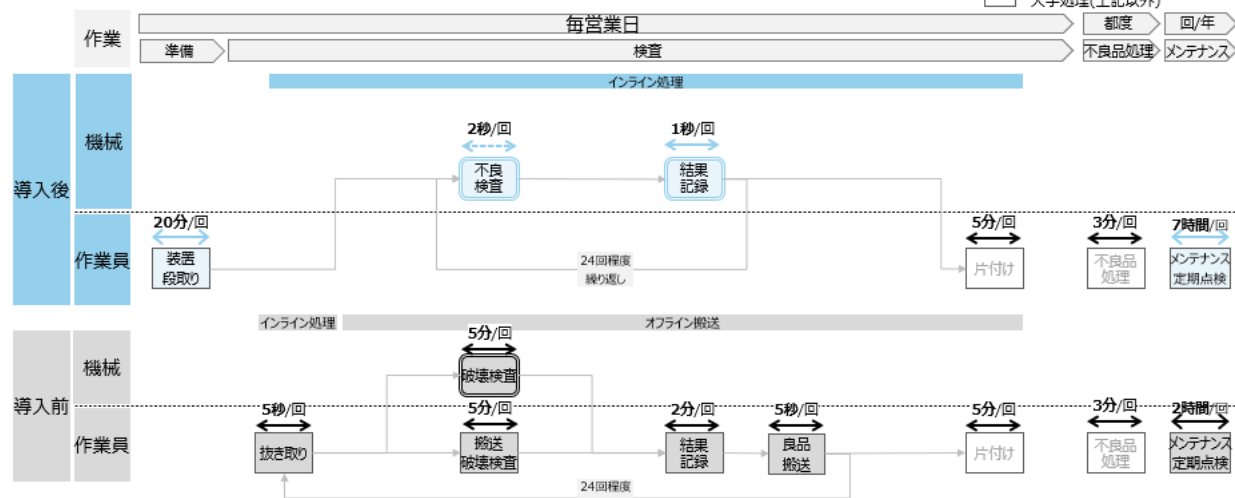 人手処理(上記以外)
作業
毎営業日
都度
回/年
準備
検査
不良品処理
メンテナンス
インライン処理
導入後
機械
2秒/回
1秒/回
不良
検査
結果
記録
作業員
20分/回
5分/回
3分/回
7時間/回
装置
段取り
24回程度
繰り返し
片付け
不良品
処理
メンテナンス
定期点検
インライン処理
オフライン搬送
導入前
機械
5分/回
破壊検査
作業員
5秒/回
5分/回
2分/回
5秒/回
5分/回
3分/回
2時間/回
抜き取り
搬送
破壊検査
結果
記録
良品
搬送
片付け
不良品
処理
メンテナンス
定期点検
24回程度